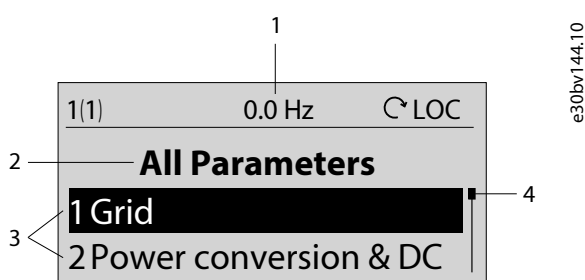 1
e30bv144.10
1(1) 0.0 Hz LOC
2 All Parameters
1 Grid 4
3
2 Power conversion & DC